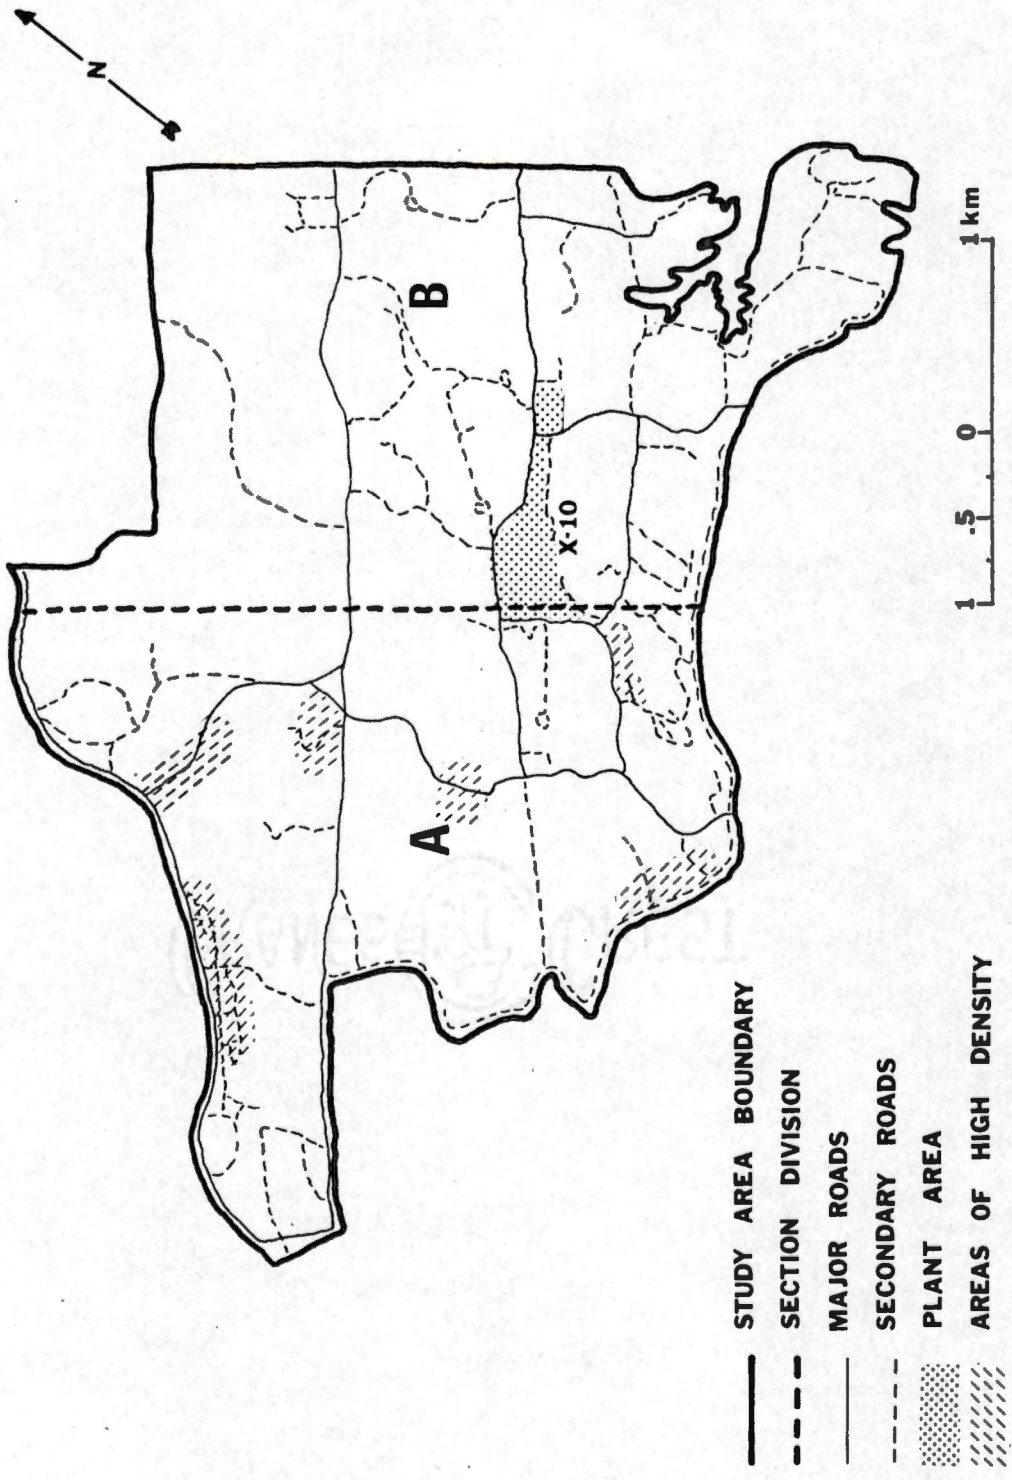 N
B
A
X-10
1 .5 0 1 km
STUDY AREA BOUNDARY
SECTION DIVISION
MAJOR ROADS
SECONDARY ROADS
PLANT AREA
AREAS OF HIGH DENSITY